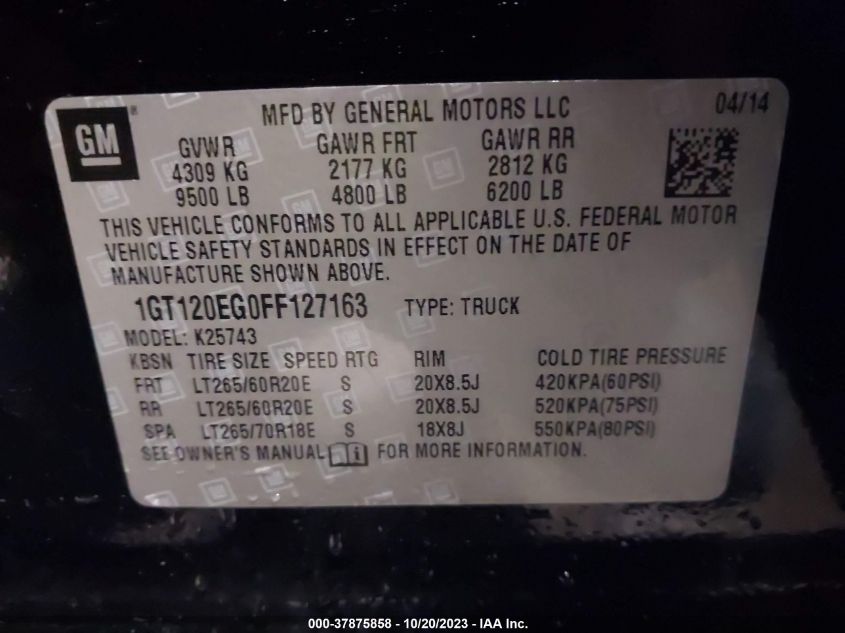 GM ®
MFD BY GENERAL MOTORS LLC 04/14
GVWR GAWR FRT GAWR RR
4309 KG 2177 KG 2812 KG
9500 LB 4800 LB 6200 LB
THIS VEHICLE CONFORMS TO ALL APPLICABLE U.S. FEDERAL MOTOR
VEHICLE SAFETY STANDARDS IN EFFECT ON THE DATE OF
MANUFACTURE SHOWN ABOVE.
1GT120EG0FF127163 TYPE: TRUCK
MODEL: K25743
KBSN TIRE SIZE SPEED RTG RIM COLD TIRE PRESSURE
FRT LT265/60R20E S 20X8.5J 420KPA(60PSI)
RR LT265/60R20E S 20X8.5J 520KPA(75PSI)
SPA LT265/70R18E S 18X8J 550KPA(80PSI)
SEE OWNER'S MANUAL i FOR MORE INFORMATION.
000-37875858 - 10/20/2023 - IAA Inc.